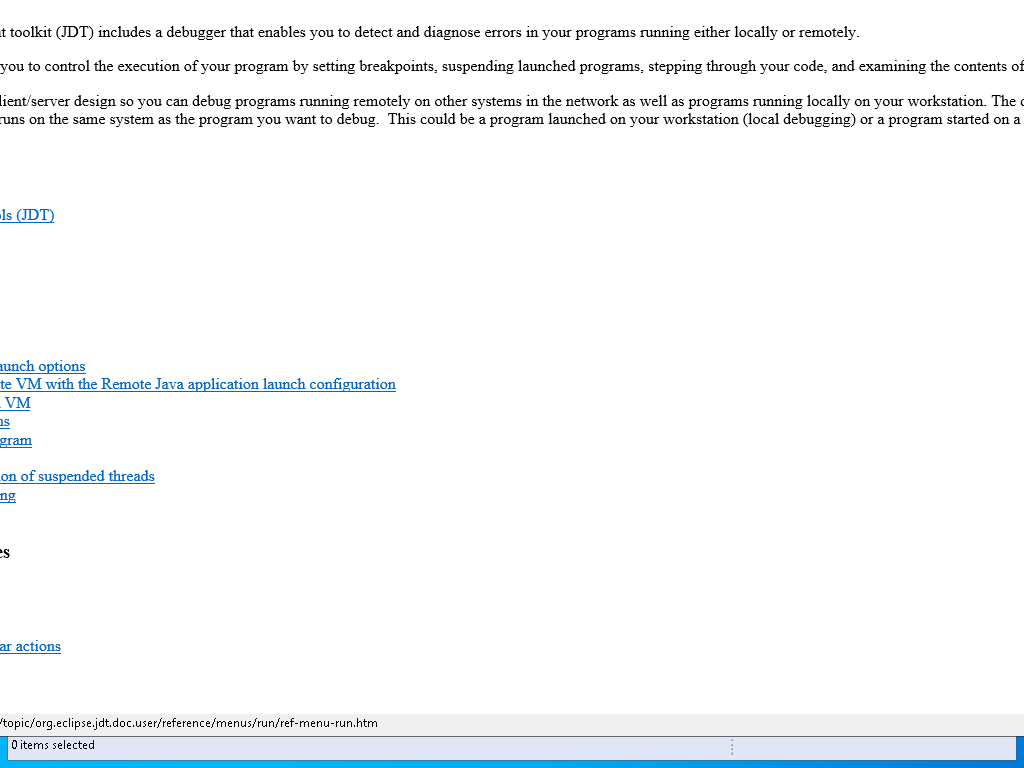 t toolkit (JDT) includes a debugger that enables you to detect and diagnose errors in your programs running either locally or remotely.
you to control the execution of your program by setting breakpoints, suspending launched programs, stepping through your code, and examining the contents of
lient/server design so you can debug programs running remotely on other systems in the network as well as programs running locally on your workstation. The
runs on the same system as the program you want to debug.  This could be a program launched on your workstation (local debugging) or a program started on a
ls (JDT)
aunch options
te VM with the Remote Java application launch configuration
VM
ns
gram
on of suspended threads
ng
es
ar actions
/topic/org.eclipse.jdt.doc.user/reference/menus/run/ref-menu-run.htm
0 items selected